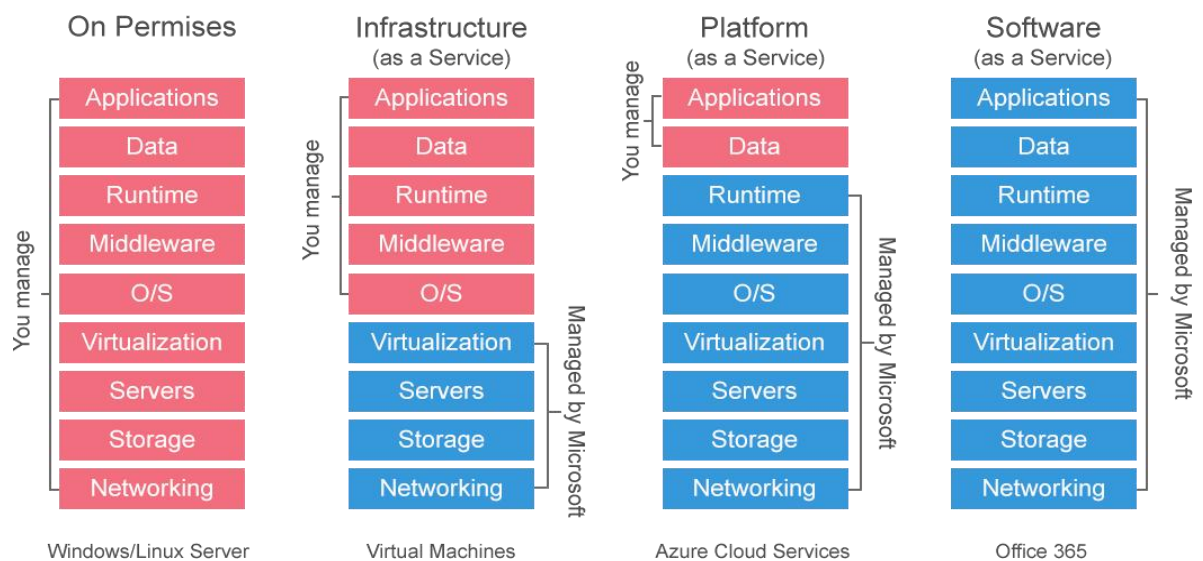 On Permises
You manage
Applications
Data
Runtime
Middleware
O/S
Virtualization
Servers
Storage
Networking
Windows/Linux Server
Infrastructure
(as a Service)
You manage
Applications
Data
Runtime
Middleware
O/S
Virtualization
Servers
Storage
Networking
Managed by Microsoft
Virtual Machines
Platform
(as a Service)
You manage
Applications
Data
Runtime
Middleware
O/S
Virtualization
Servers
Storage
Networking
Managed by Microsoft
Azure Cloud Services
Software
(as a Service)
Applications
Data
Runtime
Middleware
O/S
Virtualization
Servers
Storage
Networking
Managed by Microsoft
Office 365